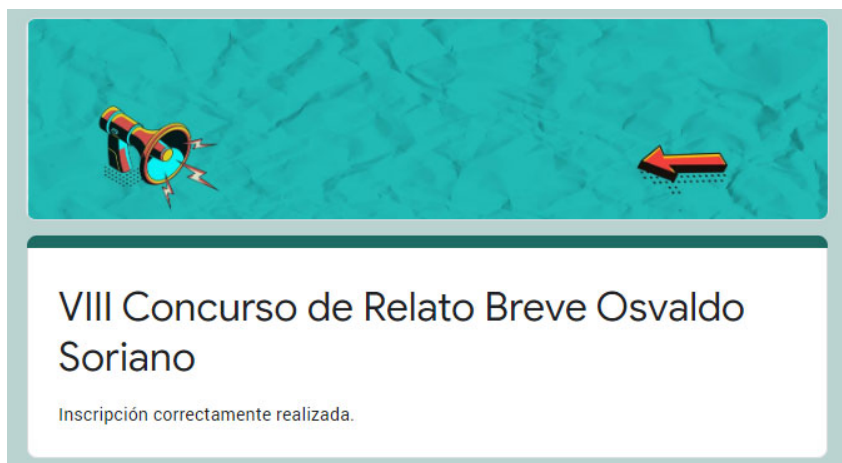 VIII Concurso de Relato Breve Osvaldo
Soriano
Inscripción correctamente realizada.